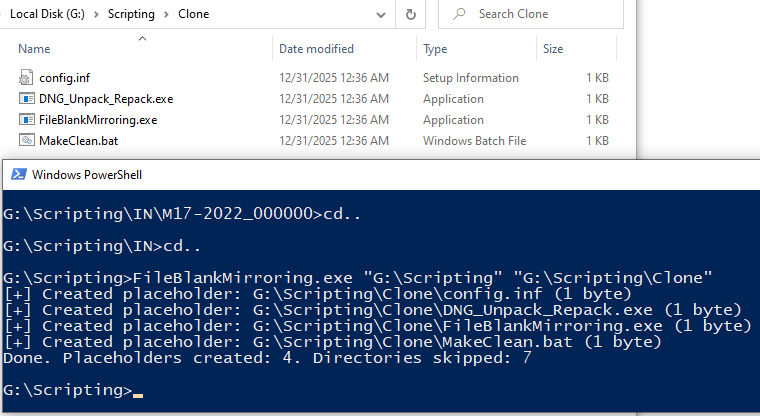 Local Disk (G:) > Scripting > Clone
Search Clone
Name Date modified Type Size
config.inf 12/31/2025 12:36 AM Setup Information 1 KB
DNG_Unpack_Repack.exe 12/31/2025 12:36 AM Application 1 KB
FileBlankMirroring.exe 12/31/2025 12:36 AM Application 1 KB
MakeClean.bat 12/31/2025 12:36 AM Windows Batch File 1 KB
Windows PowerShell
G:\Scripting\IN\M17-2022_000000>cd..
G:\Scripting\IN>cd..
G:\Scripting>FileBlankMirroring.exe "G:\Scripting" "G:\Scripting\Clone"
[+] Created placeholder: G:\Scripting\Clone\config.inf (1 byte)
[+] Created placeholder: G:\Scripting\Clone\DNG_Unpack_Repack.exe (1 byte)
[+] Created placeholder: G:\Scripting\Clone\FileBlankMirroring.exe (1 byte)
[+] Created placeholder: G:\Scripting\Clone\MakeClean.bat (1 byte)
Done. Placeholders created: 4. Directories skipped: 7
G:\Scripting>_